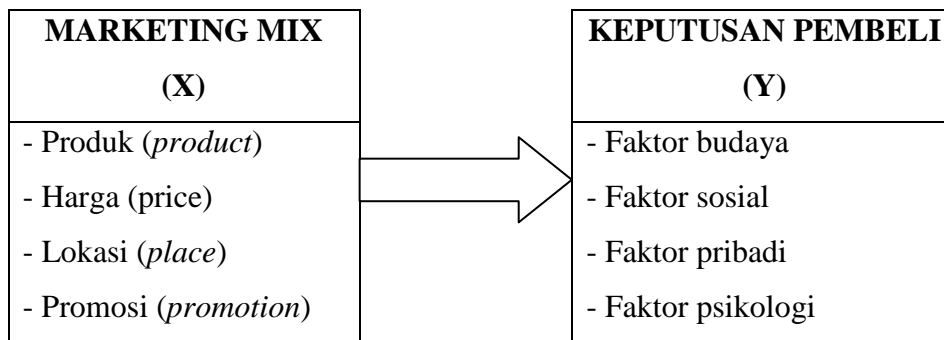 MARKETING MIX
(X)
- Produk (product)
- Harga (price)
- Lokasi (place)
- Promosi (promotion)
KEPUTUSAN PEMBELI
(Y)
- Faktor budaya
- Faktor sosial
- Faktor pribadi
- Faktor psikologi